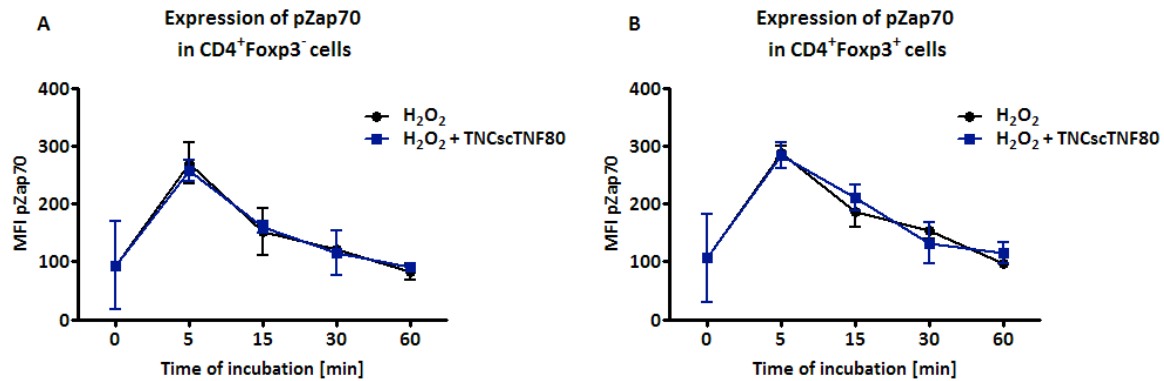 A
Expression of pZap70
in CD4⁺Foxp3⁻ cells
400
300
200
100
0
MFI pZap70
H₂O₂
H₂O₂ + TNCscTNF80
0 5 15 30 60
Time of incubation [min]
B
Expression of pZap70
in CD4⁺Foxp3⁺ cells
400
300
200
100
0
MFI pZap70
H₂O₂
H₂O₂ + TNCscTNF80
0 5 15 30 60
Time of incubation [min]